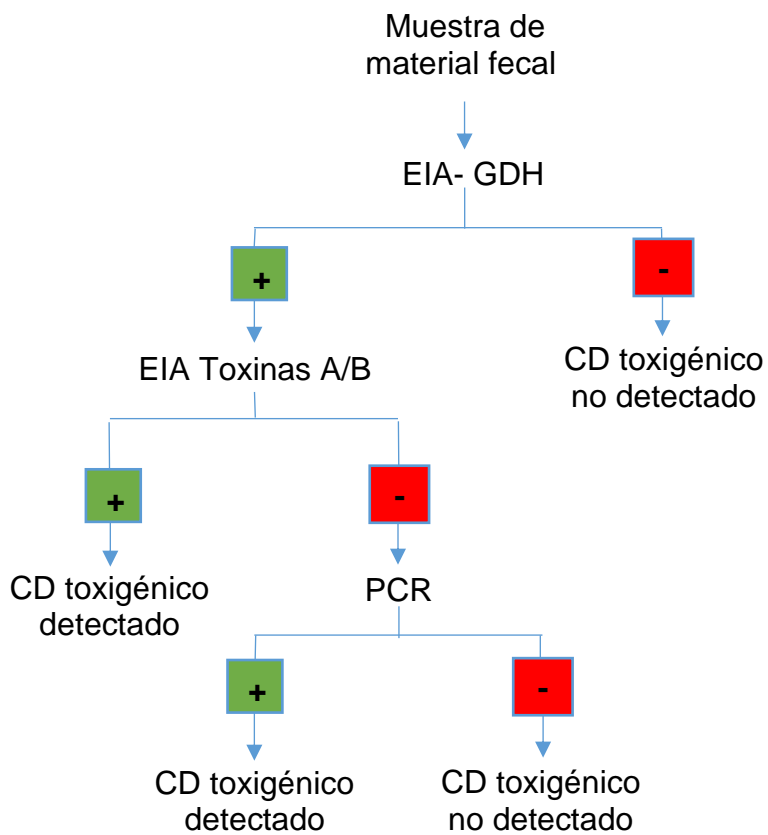 Muestra de
material fecal
EIA- GDH
+
-
EIA Toxinas A/B
CD toxigénico
no detectado
+
-
CD toxigénico
detectado
PCR
+
-
CD toxigénico
detectado
CD toxigénico
no detectado